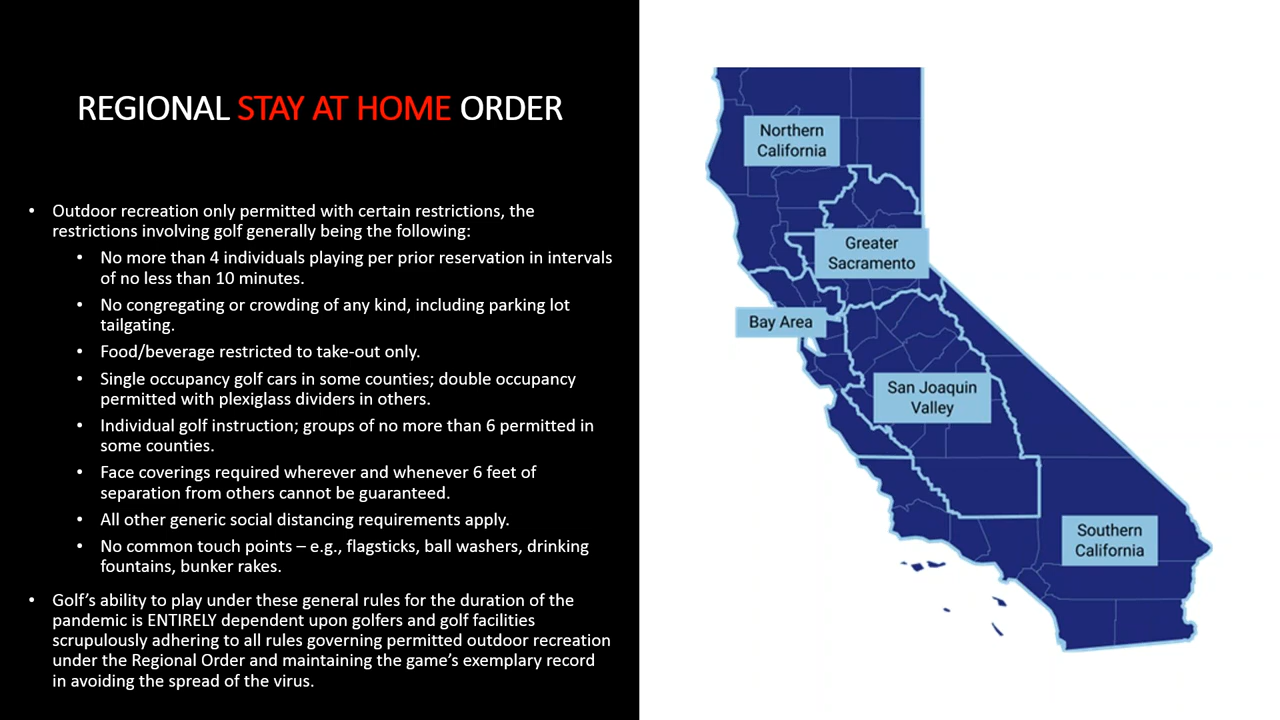 REGIONAL STAY AT HOME ORDER
• Outdoor recreation only permitted with certain restrictions, the
restrictions involving golf generally being the following:
• No more than 4 individuals playing per prior reservation in intervals
of no less than 10 minutes.
• No congregating or crowding of any kind, including parking lot
tailgating.
• Food/beverage restricted to take-out only.
• Single occupancy golf cars in some counties; double occupancy
permitted with plexiglass dividers in others.
• Individual golf instruction; groups of no more than 6 permitted in
some counties.
• Face coverings required wherever and whenever 6 feet of
separation from others cannot be guaranteed.
• All other generic social distancing requirements apply.
• No common touch points – e.g., flagsticks, ball washers, drinking
fountains, bunker rakes.
• Golf’s ability to play under these general rules for the duration of the
pandemic is ENTIRELY dependent upon golfers and golf facilities
scrupulously adhering to all rules governing permitted outdoor recreation
under the Regional Order and maintaining the game’s exemplary record
in avoiding the spread of the virus.
Northern
California
Greater
Sacramento
Bay Area
San Joaquin
Valley
Southern
California